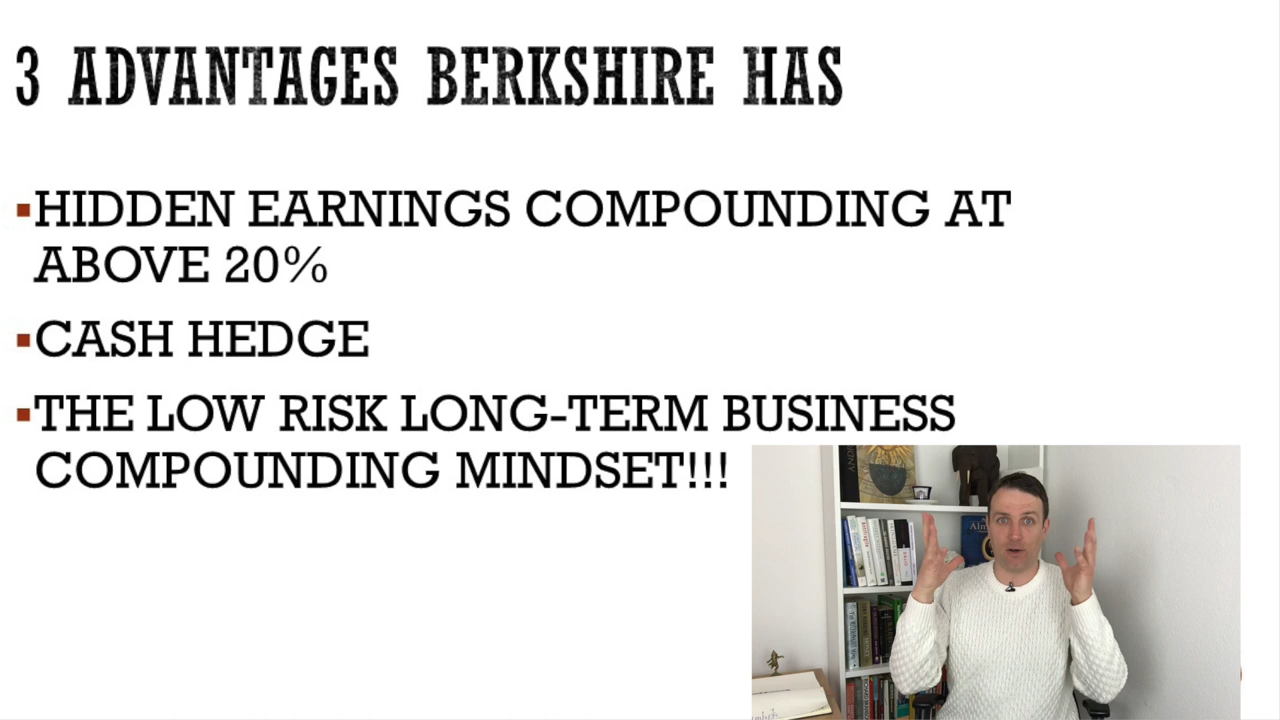 3 ADVANTAGES BERKSHIRE HAS
▪HIDDEN EARNINGS COMPOUNDING AT
ABOVE 20%
▪CASH HEDGE
▪THE LOW RISK LONG-TERM BUSINESS
COMPOUNDING MINDSET!!!